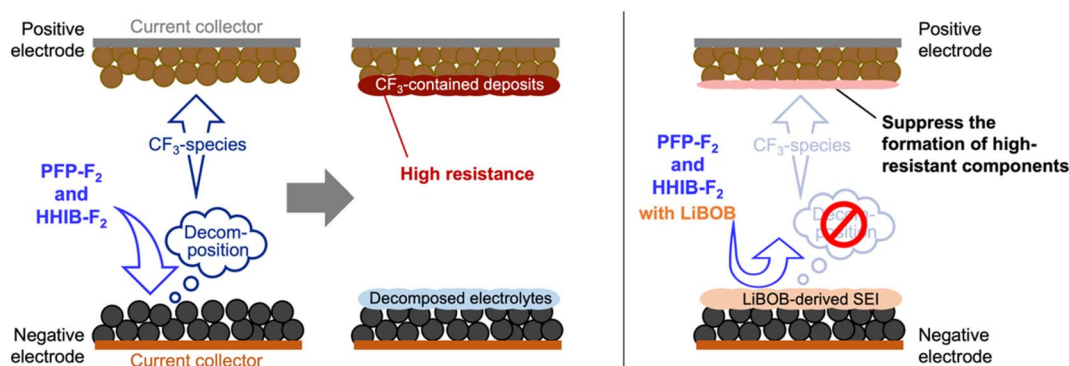 Positive
electrode
Current collector
CF₃-species
PFP-F₂
and
HHIB-F₂
Decom-
position
Negative
electrode
Current collector
CF₃-contained deposits
High resistance
Decomposed electrolytes
Positive
electrode
Suppress the
formation of high-
resistant components
CF₃-species
PFP-F₂
and
HHIB-F₂
with LiBOB
Decom-
position
LiBOB-derived SEI
Negative
electrode